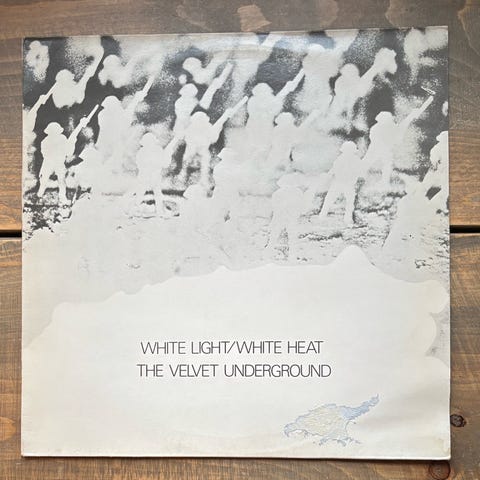 WHITE LIGHT/WHITE HEAT
THE VELVET UNDERGROUND